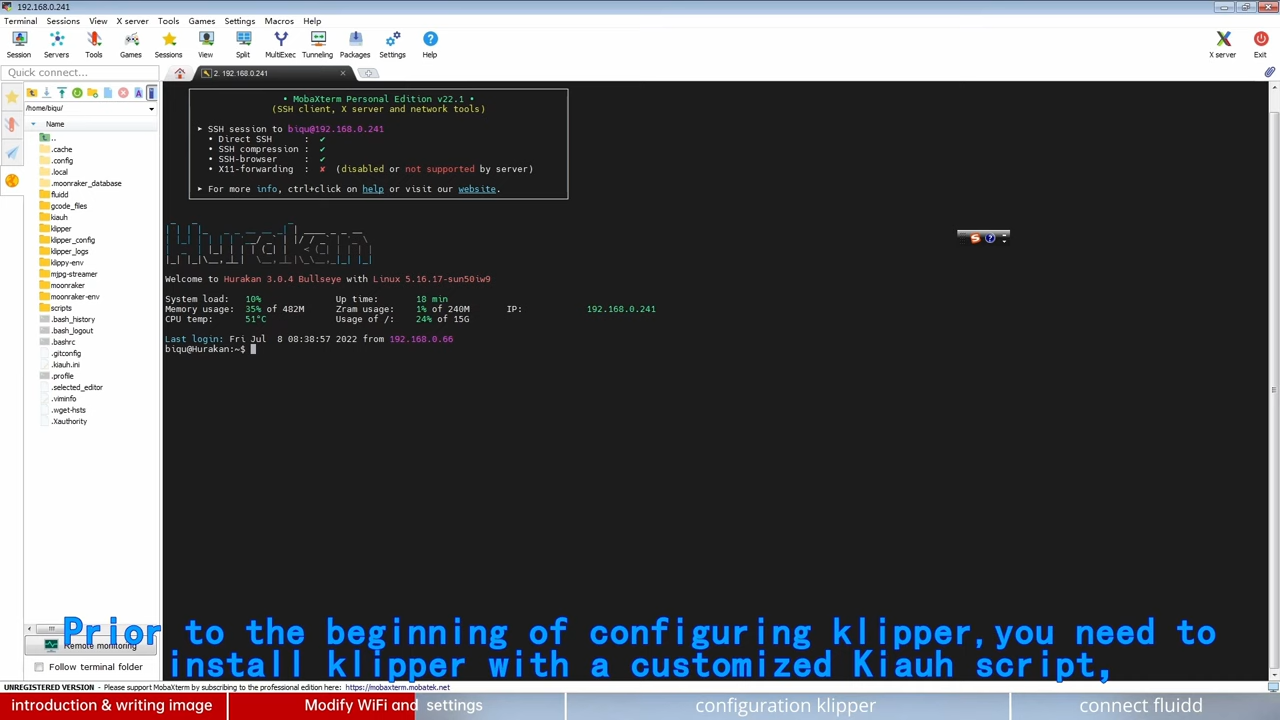 192.168.0.241
Terminal Sessions View X server Tools Games Settings Macros Help
Session Servers Tools Games Sessions View Split MultiExec Tunneling Packages Settings Help X server Exit
Quick connect...
2. 192.168.0.241
/home/biqu/
Name
..
.cache
.config
.local
.moonraker_database
fluidd
gcode_files
kiauh
klipper
klipper_config
klipper_logs
klippy-env
mjpg-streamer
moonraker
moonraker-env
scripts
.bash_history
.bash_logout
.bashrc
.gitconfig
.kiauh.ini
.profile
.selected_editor
.viminfo
.wget-hsts
.Xauthority
Remote monitoring
Follow terminal folder
• MobaXterm Personal Edition v22.1 •
(SSH client, X server and network tools)
➤ SSH session to biqu@192.168.0.241
• Direct SSH : ✔
• SSH compression : ✔
• SSH-browser : ✔
• X11-forwarding : ✘ (disabled or not supported by server)
➤ For more info, ctrl+click on help or visit our website.
Hurakan
Welcome to Hurakan 3.0.4 Bullseye with Linux 5.16.17-sun50iw9
System load: 10% Up time: 18 min
Memory usage: 35% of 482M Zram usage: 1% of 240M IP: 192.168.0.241
CPU temp: 51°C Usage of /: 24% of 15G
Last login: Fri Jul 8 08:38:57 2022 from 192.168.0.66
biqu@Hurakan:~$
Prior to the beginning of configuring klipper,you need to
install klipper with a customized Kiauh script,
UNREGISTERED VERSION - Please support MobaXterm by subscribing to the professional edition here: https://mobaxterm.mobatek.net
introduction & writing image Modify WiFi and settings configuration klipper connect fluidd